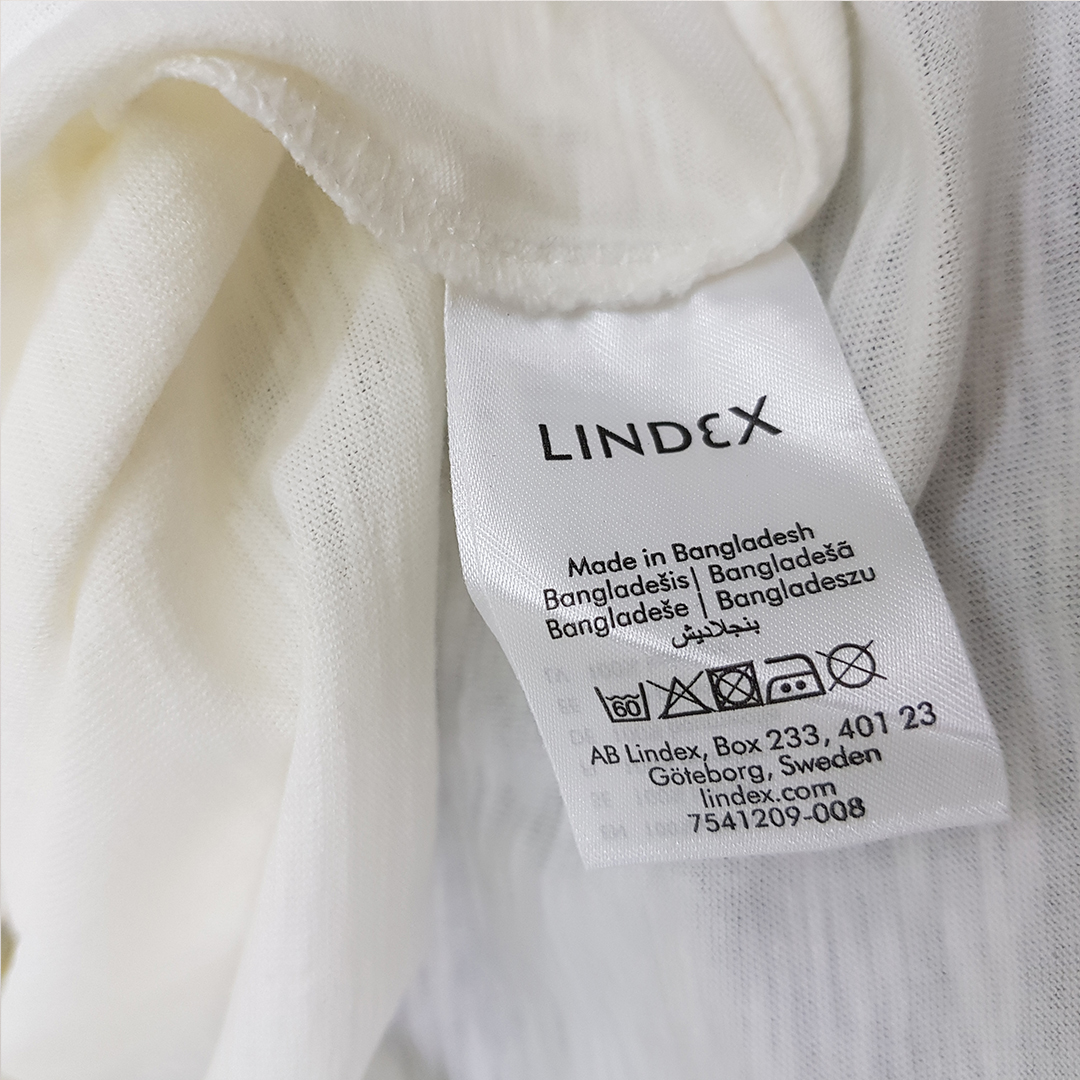 LINDEX
Made in Bangladesh
Bangladešis | Bangladešā
Bangladeše | Bangladeszu
بنجلاديش
60
AB Lindex, Box 233, 401 23
Göteborg, Sweden
lindex.com
7541209-008